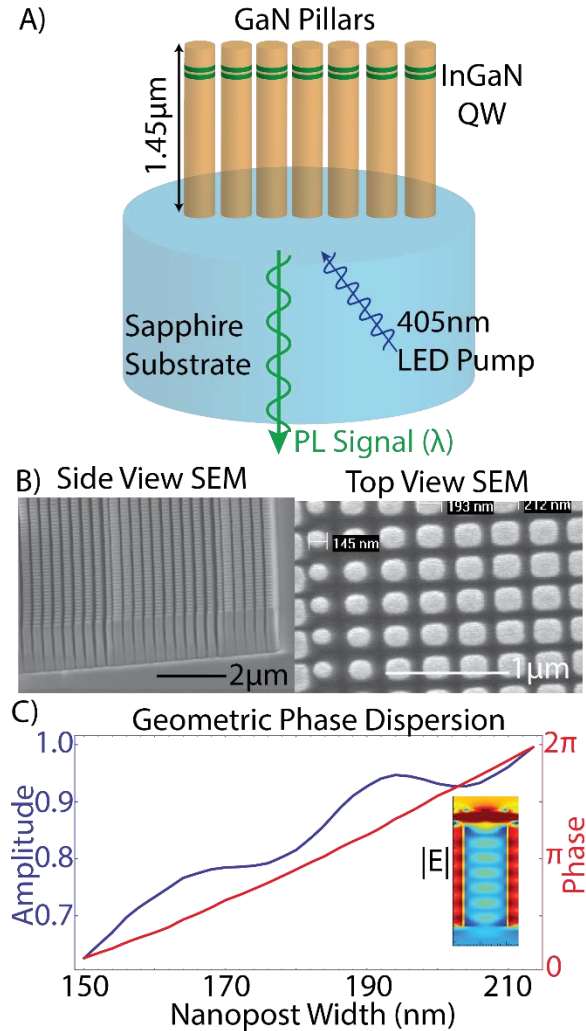 A)
GaN Pillars
1.45μm
InGaN
QW
Sapphire
Substrate
405nm
LED Pump
PL Signal (λ)
B)
Side View SEM
Top View SEM
193 nm
212 nm
145 nm
2μm
1μm
C)
Geometric Phase Dispersion
1.0
0.9
0.8
0.7
Amplitude
2π
π
0
Phase
|E|
150
170
190
210
Nanopost Width (nm)